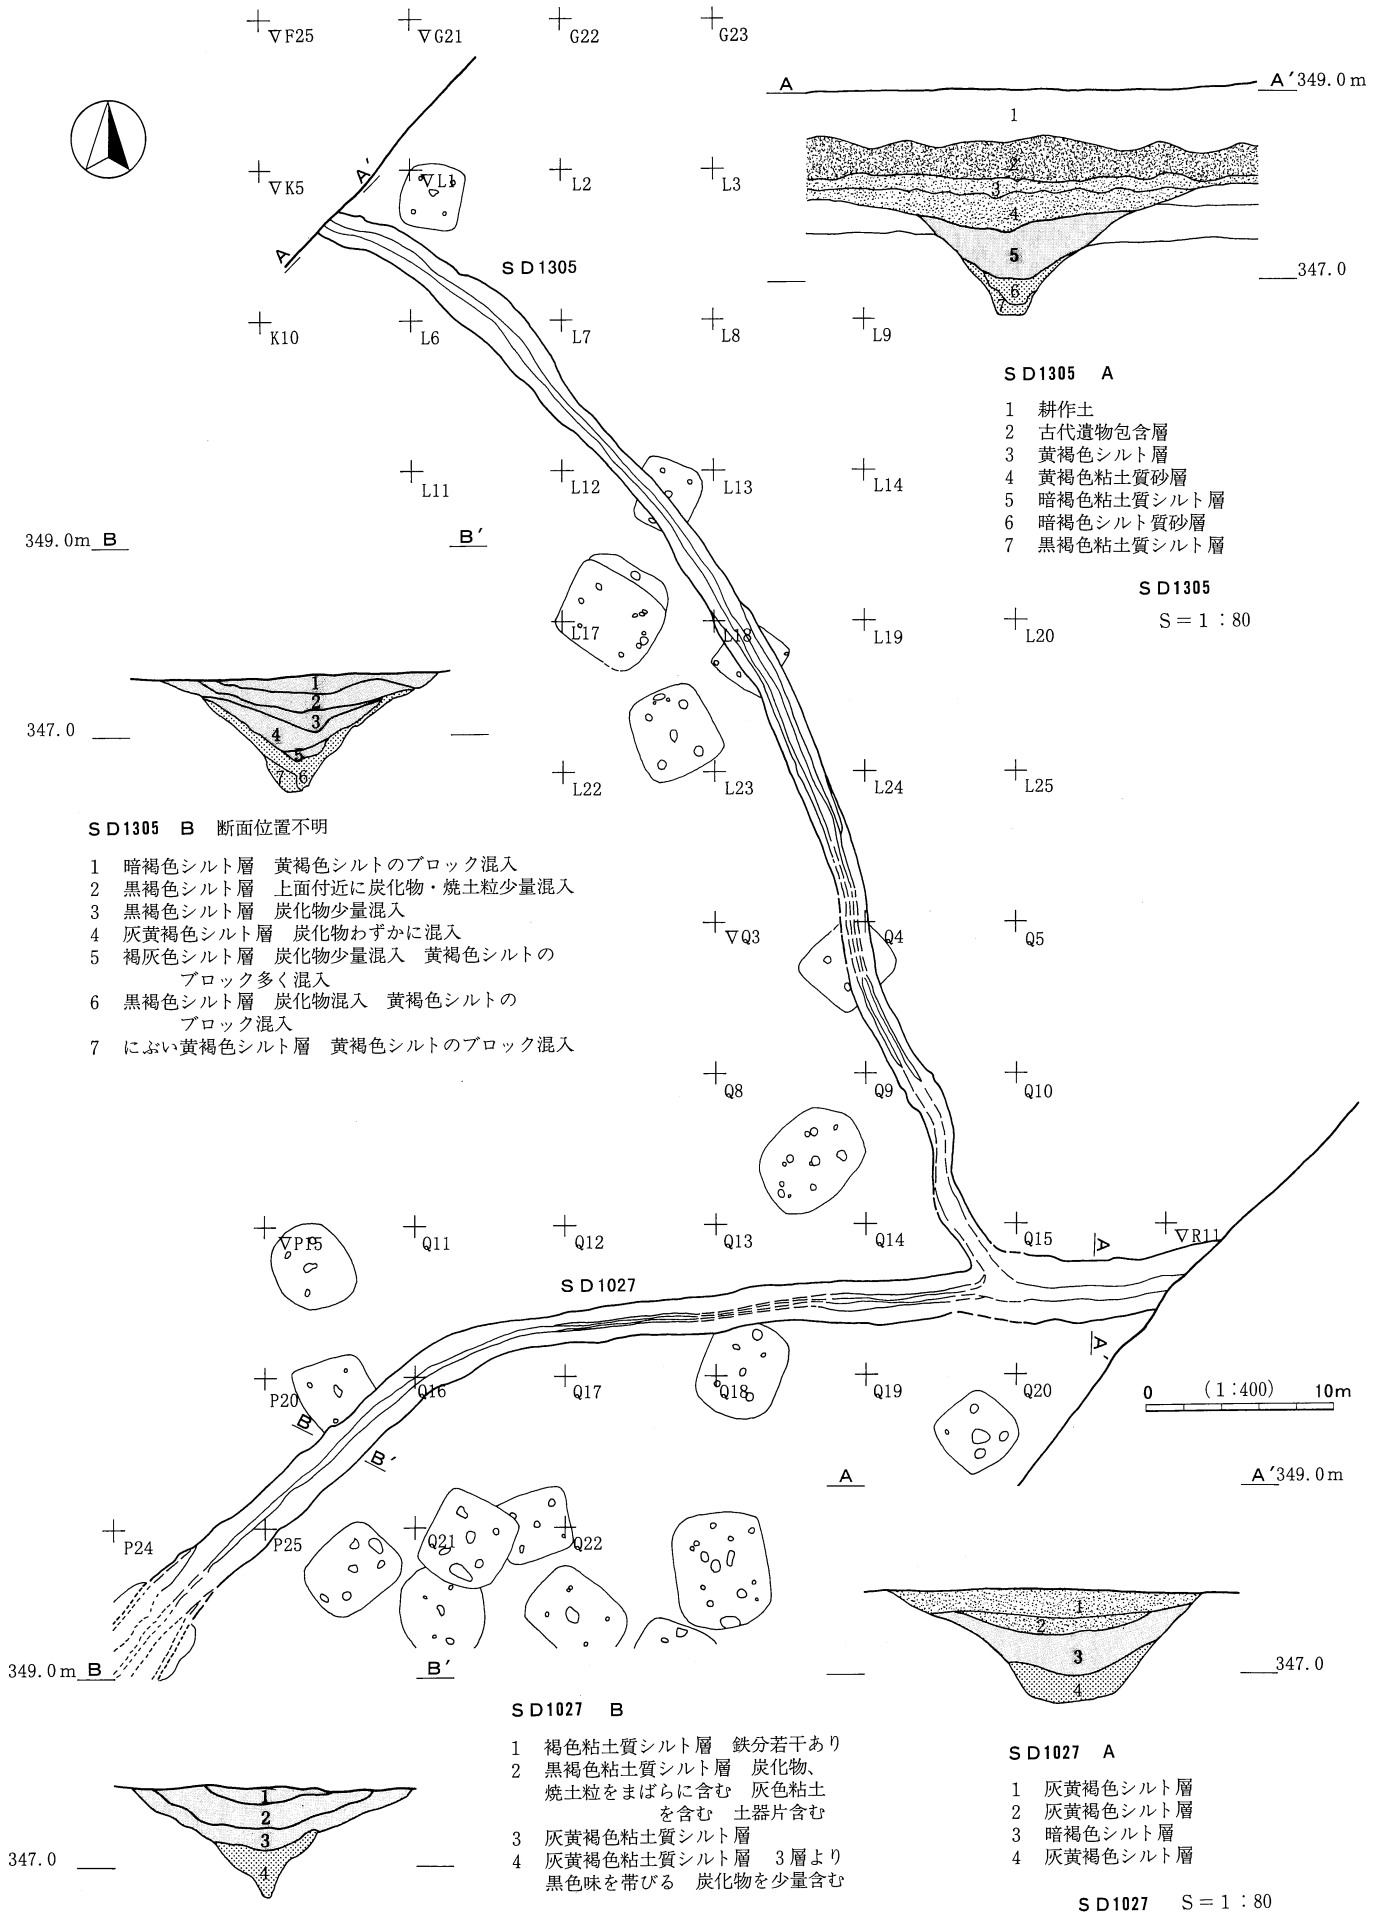 ▽F25 ▽G21 G22 G23
A A′349.0m
1
2
3
4
5
6
7
347.0
▽K5 A′ ▽L1 L2 L3
A
SD1305
K10 L6 L7 L8 L9
SD1305 A
1 耕作土
2 古代遺物包含層
3 黄褐色シルト層
4 黄褐色粘土質砂層
5 暗褐色粘土質シルト層
6 暗褐色シルト質砂層
7 黒褐色粘土質シルト層
SD1305
S=1:80
L11 L12 L13 L14
349.0m B B′
L17 L18 L19 L20
1
2
3
4
5
7 6
347.0
L22 L23 L24 L25
SD1305 B 断面位置不明
1 暗褐色シルト層 黄褐色シルトのブロック混入
2 黒褐色シルト層 上面付近に炭化物・焼土粒少量混入
3 黒褐色シルト層 炭化物少量混入
4 灰黄褐色シルト層 炭化物わずかに混入
5 褐灰色シルト層 炭化物少量混入 黄褐色シルトの
ブロック多く混入
6 黒褐色シルト層 炭化物混入 黄褐色シルトの
ブロック混入
7 にぶい黄褐色シルト層 黄褐色シルトのブロック混入
▽Q3 Q4 Q5
Q8 Q9 Q10
▽P15 Q11 Q12 Q13 Q14 Q15 ▽R11
A
SD1027
A′
P20 Q16 Q17 Q18 Q19 Q20
0 (1:400) 10m
B
B′
A A′349.0m
P24 P25 Q21 Q22
1
2
3
4
347.0
349.0m B B′
1
2
3
4
347.0
SD1027 B
1 褐色粘土質シルト層 鉄分若干あり
2 黒褐色粘土質シルト層 炭化物、
焼土粒をまばらに含む 灰色粘土
を含む 土器片含む
3 灰黄褐色粘土質シルト層
4 灰黄褐色粘土質シルト層 3層より
黒色味を帯びる 炭化物を少量含む
SD1027 A
1 灰黄褐色シルト層
2 灰黄褐色シルト層
3 暗褐色シルト層
4 灰黄褐色シルト層
SD1027 S=1:80